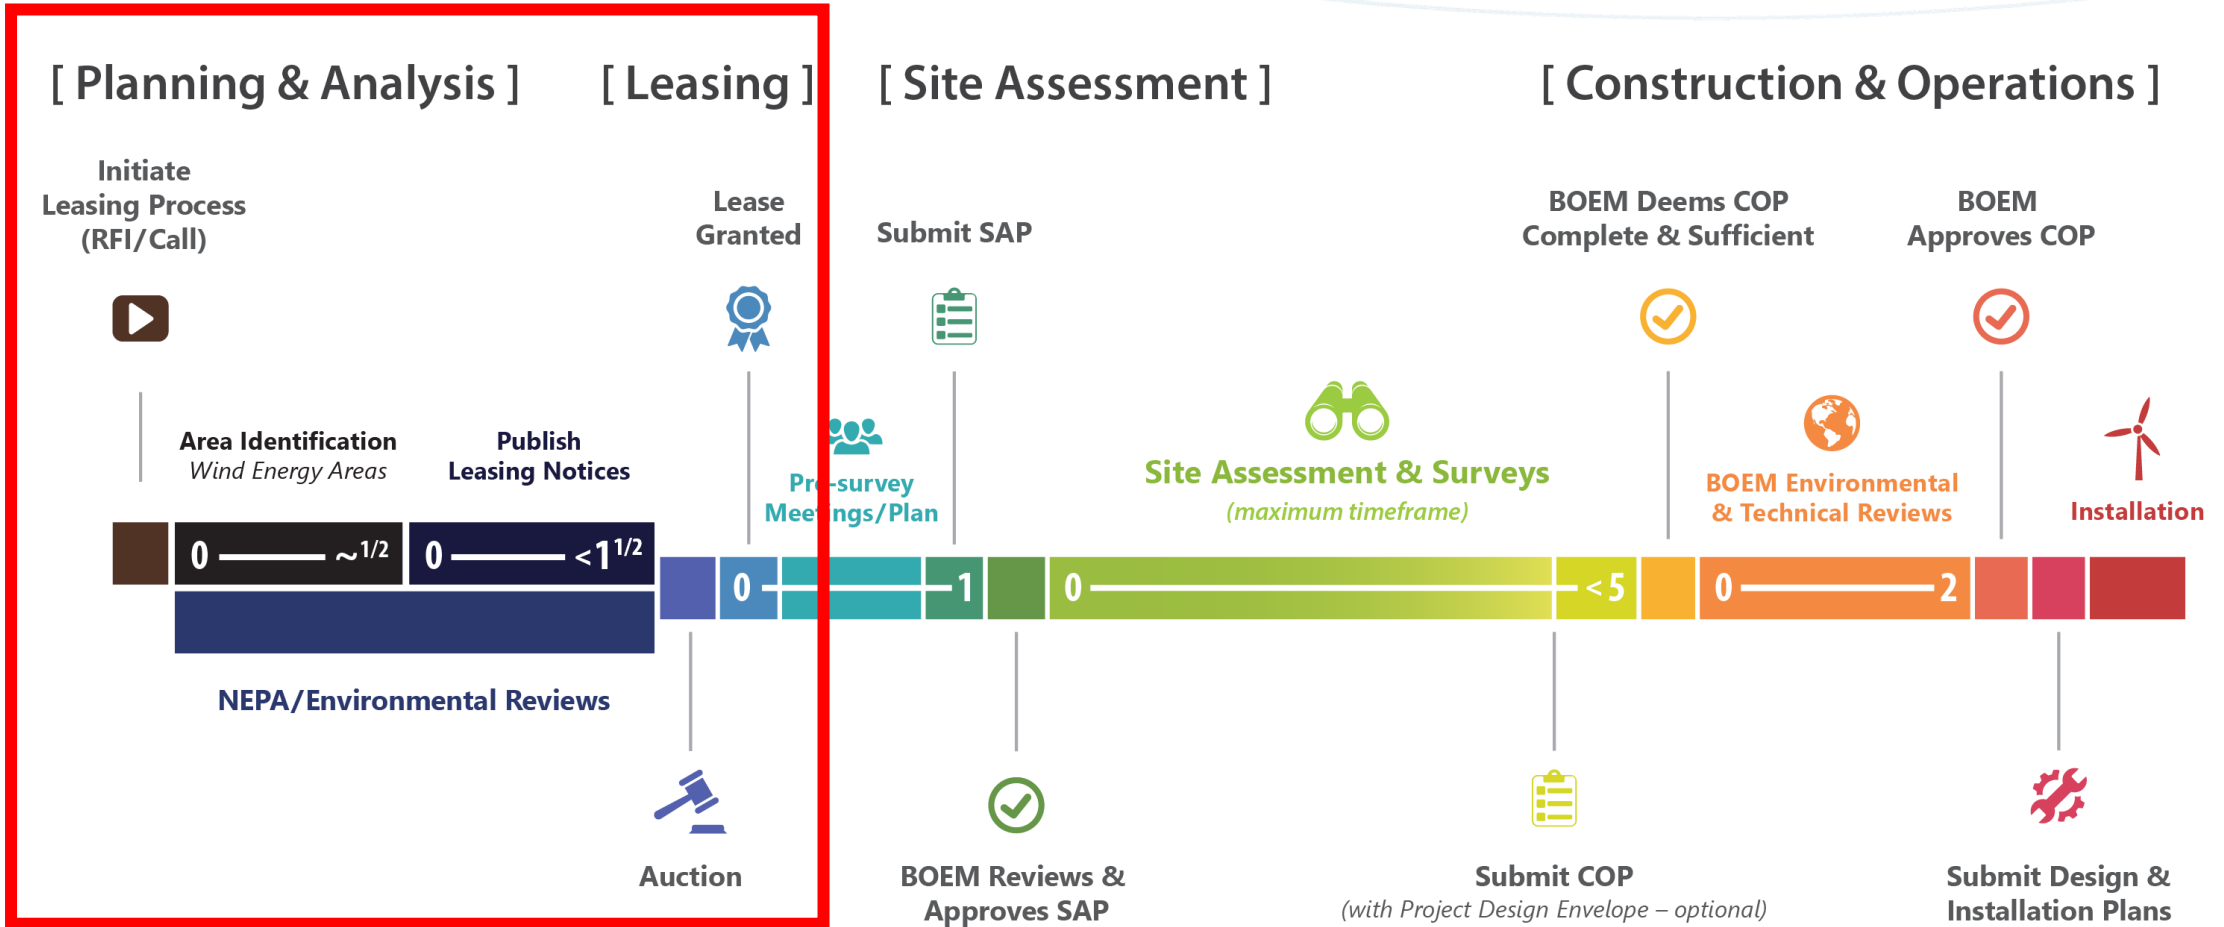 [ Planning & Analysis ]
[ Leasing ]
[ Site Assessment ]
[ Construction & Operations ]
Initiate
Leasing Process
(RFI/Call)
Lease
Granted
Submit SAP
BOEM Deems COP
Complete & Sufficient
BOEM
Approves COP
Area Identification
Wind Energy Areas
Publish
Leasing Notices
Pre-survey
Meetings/Plan
Site Assessment & Surveys
(maximum timeframe)
BOEM Environmental
& Technical Reviews
Installation
0 ~1/2
0 <1 1/2
0 1
0 < 5
0 2
NEPA/Environmental Reviews
Auction
BOEM Reviews &
Approves SAP
Submit COP
(with Project Design Envelope – optional)
Submit Design &
Installation Plans